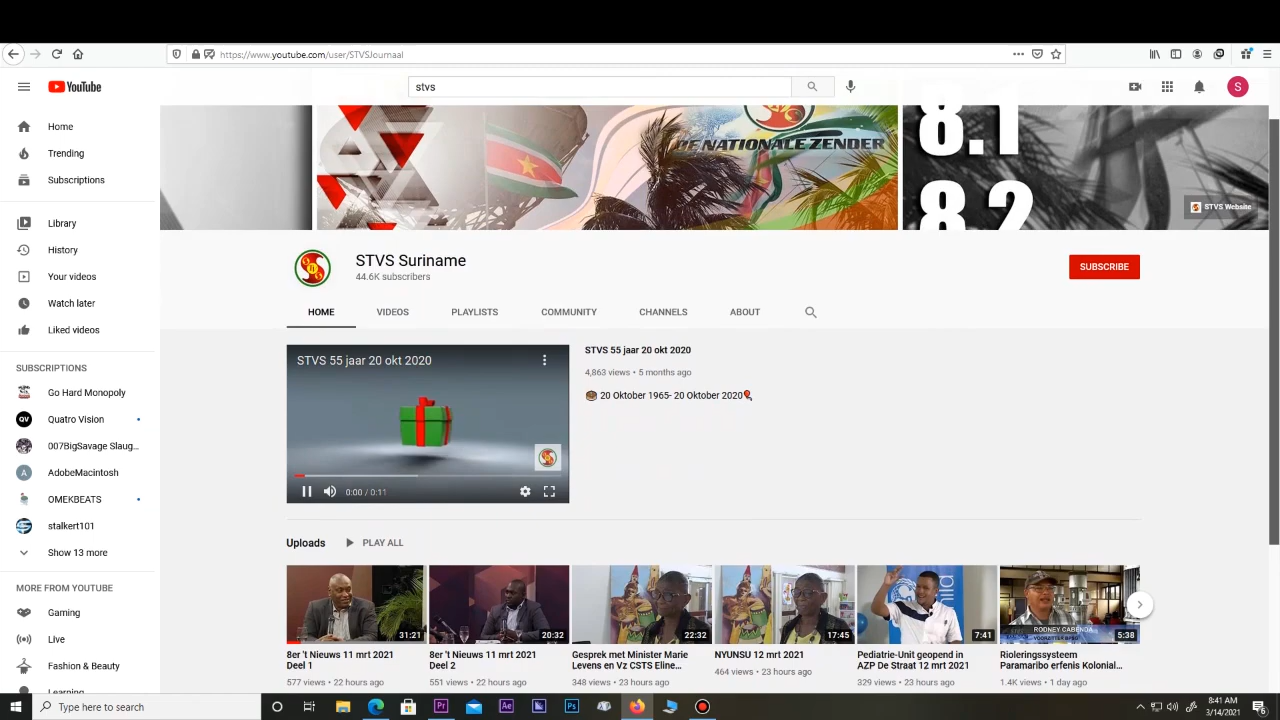 https://www.youtube.com/user/STVSJournaal
YouTube
stvs
S
Home
Trending
Subscriptions
Library
History
Your videos
Watch later
Liked videos
SUBSCRIPTIONS
Go Hard Monopoly
Quatro Vision
007BigSavage Slaug...
AdobeMacintosh
OMEKBEATS
stalkert101
Show 13 more
MORE FROM YOUTUBE
Gaming
Live
Fashion & Beauty
Learning
DE NATIONALE ZENDER
8.1
8.2
STVS Website
STVS Suriname
44.6K subscribers
SUBSCRIBE
HOME VIDEOS PLAYLISTS COMMUNITY CHANNELS ABOUT
STVS 55 jaar 20 okt 2020
0:00 / 0:11
STVS 55 jaar 20 okt 2020
4,863 views • 5 months ago
20 Oktober 1965- 20 Oktober 2020
Uploads PLAY ALL
31:21
8er 't Nieuws 11 mrt 2021
Deel 1
577 views • 22 hours ago
20:32
8er 't Nieuws 11 mrt 2021
Deel 2
551 views • 22 hours ago
22:32
Gesprek met Minister Marie
Levens en Vz CSTS Eline...
348 views • 23 hours ago
17:45
NYUNSU 12 mrt 2021
464 views • 23 hours ago
7:41
Pediatrie-Unit geopend in
AZP De Straat 12 mrt 2021
329 views • 23 hours ago
RODNEY CABENDA
5:38
Rioleringssysteem
Paramaribo erfenis Kolonial...
1.4K views • 1 day ago
Type here to search
Pr
Ae
Ps
8:41 AM
3/14/2021
6